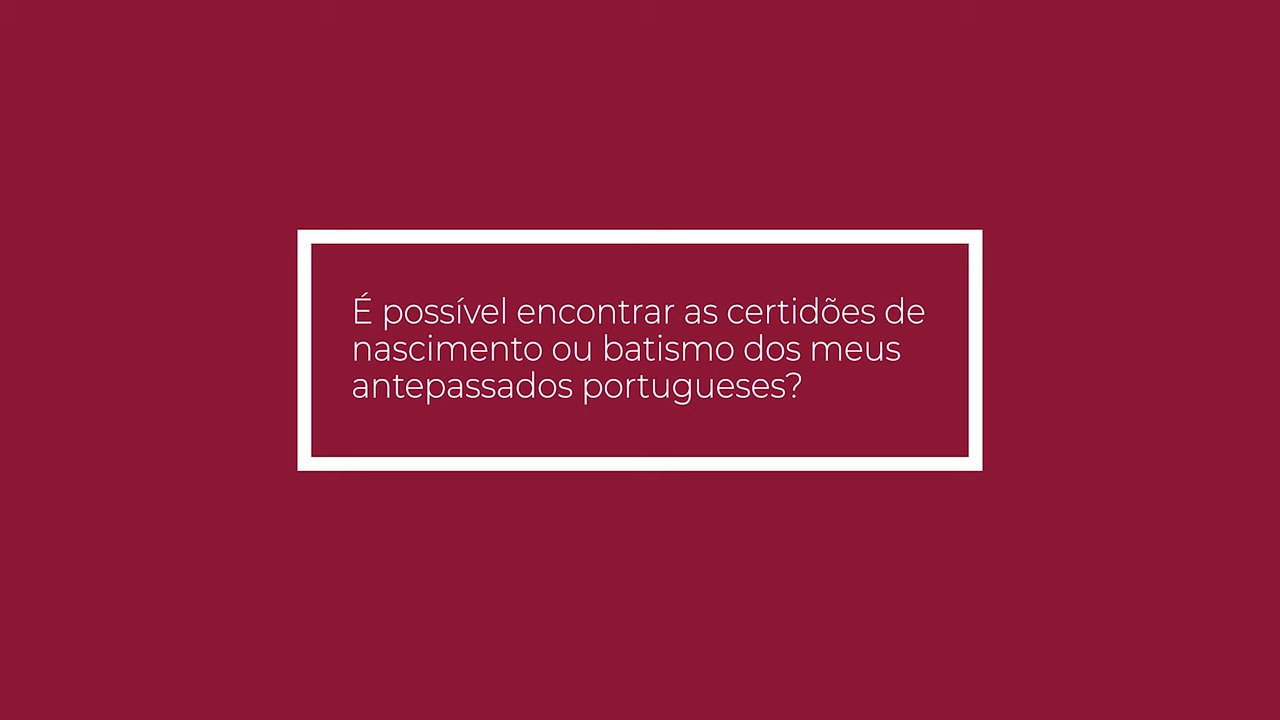 É possível encontrar as certidões de
nascimento ou batismo dos meus
antepassados portugueses?